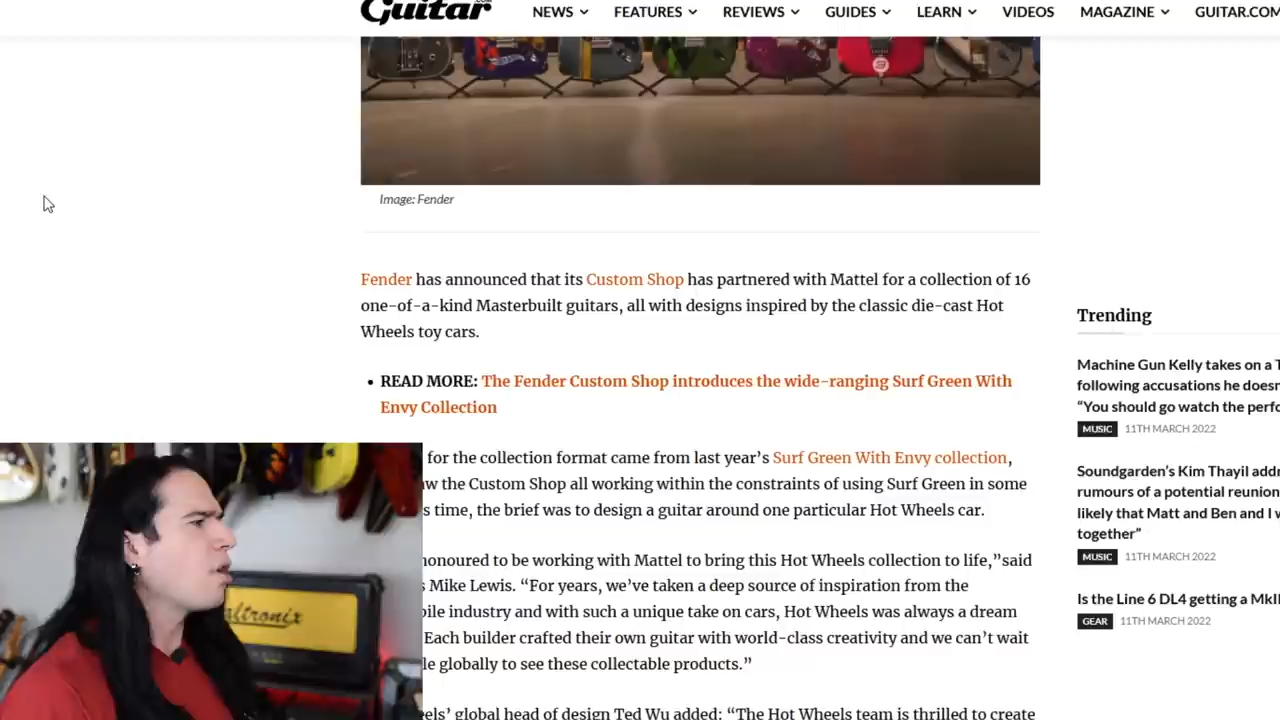 Guitar
NEWS FEATURES REVIEWS GUIDES LEARN VIDEOS MAGAZINE GUITAR.COM
Image: Fender
Fender has announced that its Custom Shop has partnered with Mattel for a collection of 16
one-of-a-kind Masterbuilt guitars, all with designs inspired by the classic die-cast Hot
Wheels toy cars.
• READ MORE: The Fender Custom Shop introduces the wide-ranging Surf Green With
Envy Collection
for the collection format came from last year's Surf Green With Envy collection,
the Custom Shop all working within the constraints of using Surf Green in some
time, the brief was to design a guitar around one particular Hot Wheels car.
honoured to be working with Mattel to bring this Hot Wheels collection to life,”said
Mike Lewis. “For years, we’ve taken a deep source of inspiration from the
industry and with such a unique take on cars, Hot Wheels was always a dream
Each builder crafted their own guitar with world-class creativity and we can’t wait
globally to see these collectable products.”
global head of design Ted Wu added: “The Hot Wheels team is thrilled to create
Trending
Machine Gun Kelly takes on a T
following accusations he doesn
“You should go watch the perfo
MUSIC 11TH MARCH 2022
Soundgarden’s Kim Thayil addr
rumours of a potential reunion
likely that Matt and Ben and I w
together”
MUSIC 11TH MARCH 2022
Is the Line 6 DL4 getting a MkII
GEAR 11TH MARCH 2022